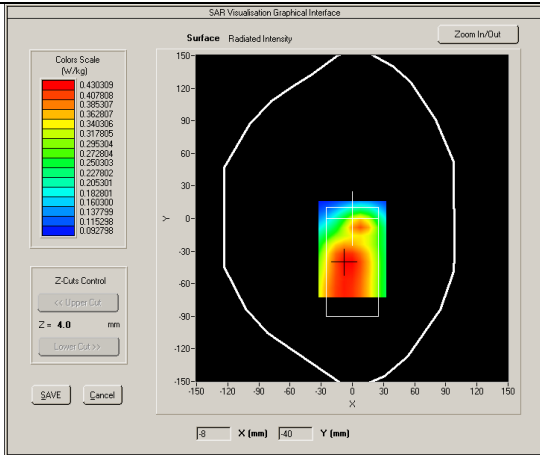 SAR Visualisation Graphical Interface
Surface Radiated Intensity
Zoom In/Out
Colors Scale
(W/kg)
0.430309
0.407808
0.385307
0.362807
0.340306
0.317805
0.295304
0.272804
0.250303
0.227802
0.205301
0.182801
0.160300
0.137799
0.115298
0.092798
Z-Cuts Control
<< Upper Cut
Z = 4.0 mm
Lower Cut >>
SAVE
Cancel
150
120
90
60
30
0
-30
-60
-90
-120
-150
Y
-150 -120 -90 -60 -30 0 30 60 90 120 150
X
-8 X (mm) -40 Y (mm)